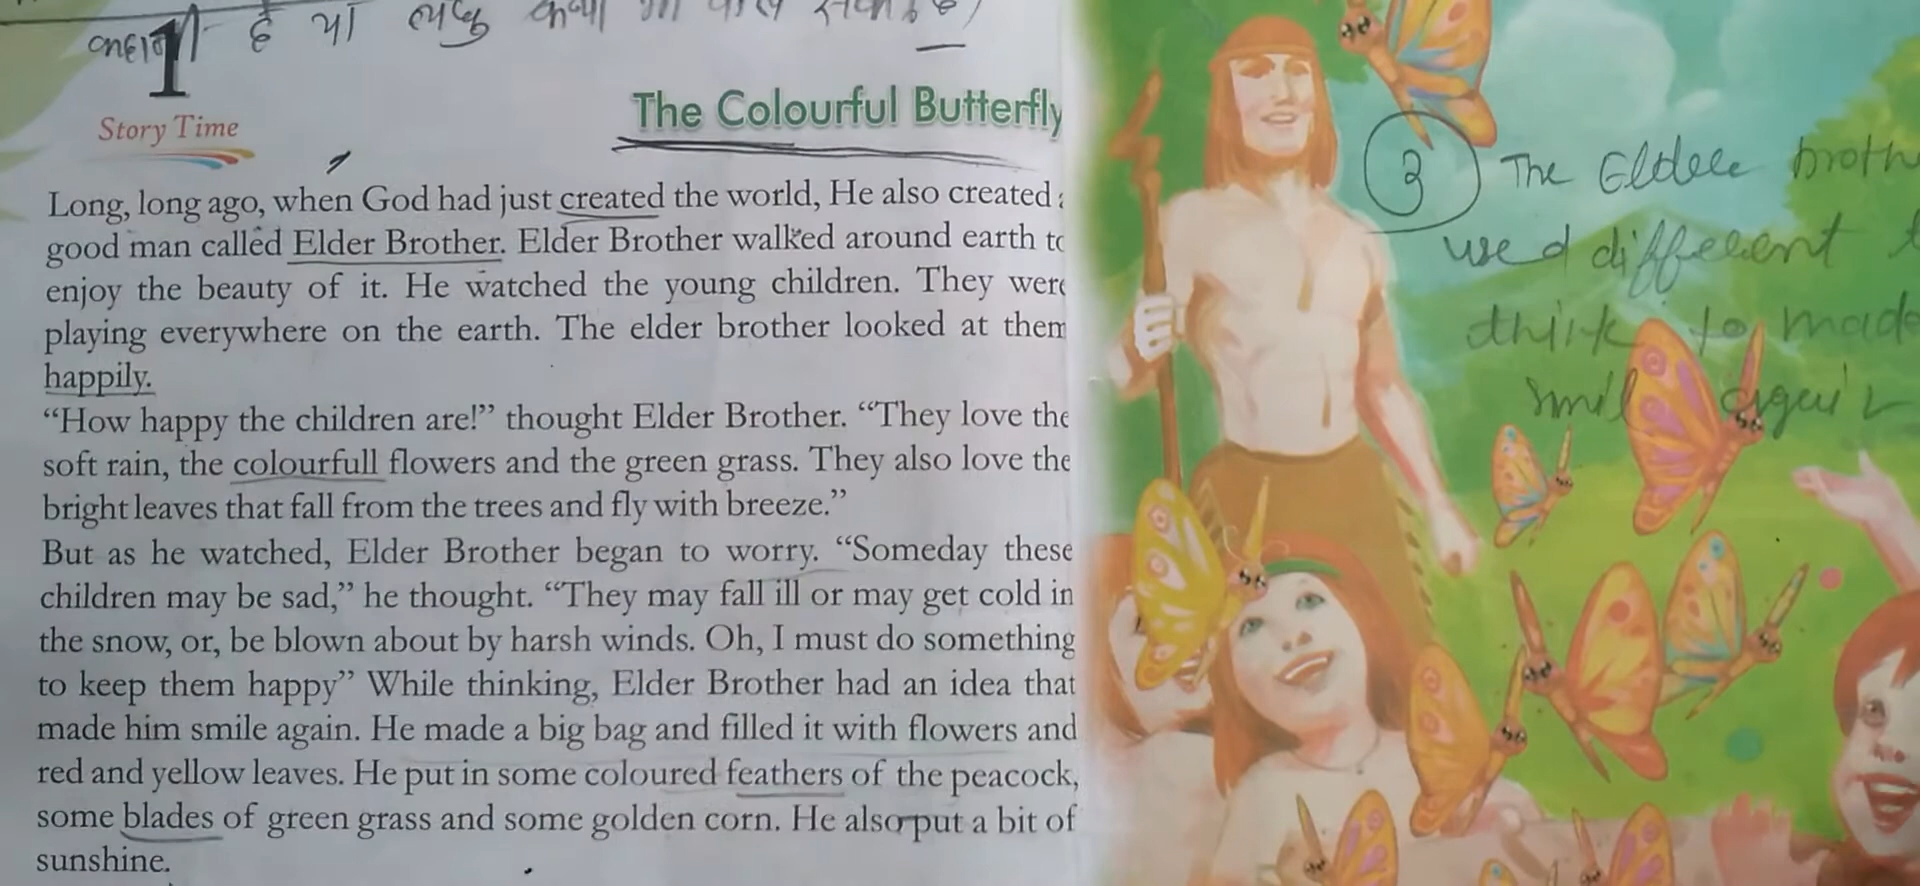 कहानी है या
1
Story Time
The Colourful Butterfly
Long, long ago, when God had just created the world, He also created
good man called Elder Brother. Elder Brother walked around earth to
enjoy the beauty of it. He watched the young children. They were
playing everywhere on the earth. The elder brother looked at them
happily.
“How happy the children are!” thought Elder Brother. “They love the
soft rain, the colourfull flowers and the green grass. They also love the
bright leaves that fall from the trees and fly with breeze.”
But as he watched, Elder Brother began to worry. “Someday these
children may be sad,” he thought. “They may fall ill or may get cold in
the snow, or, be blown about by harsh winds. Oh, I must do something
to keep them happy” While thinking, Elder Brother had an idea that
made him smile again. He made a big bag and filled it with flowers and
red and yellow leaves. He put in some coloured feathers of the peacock,
some blades of green grass and some golden corn. He also put a bit of
sunshine.
3 The
used different
think to made
smil again